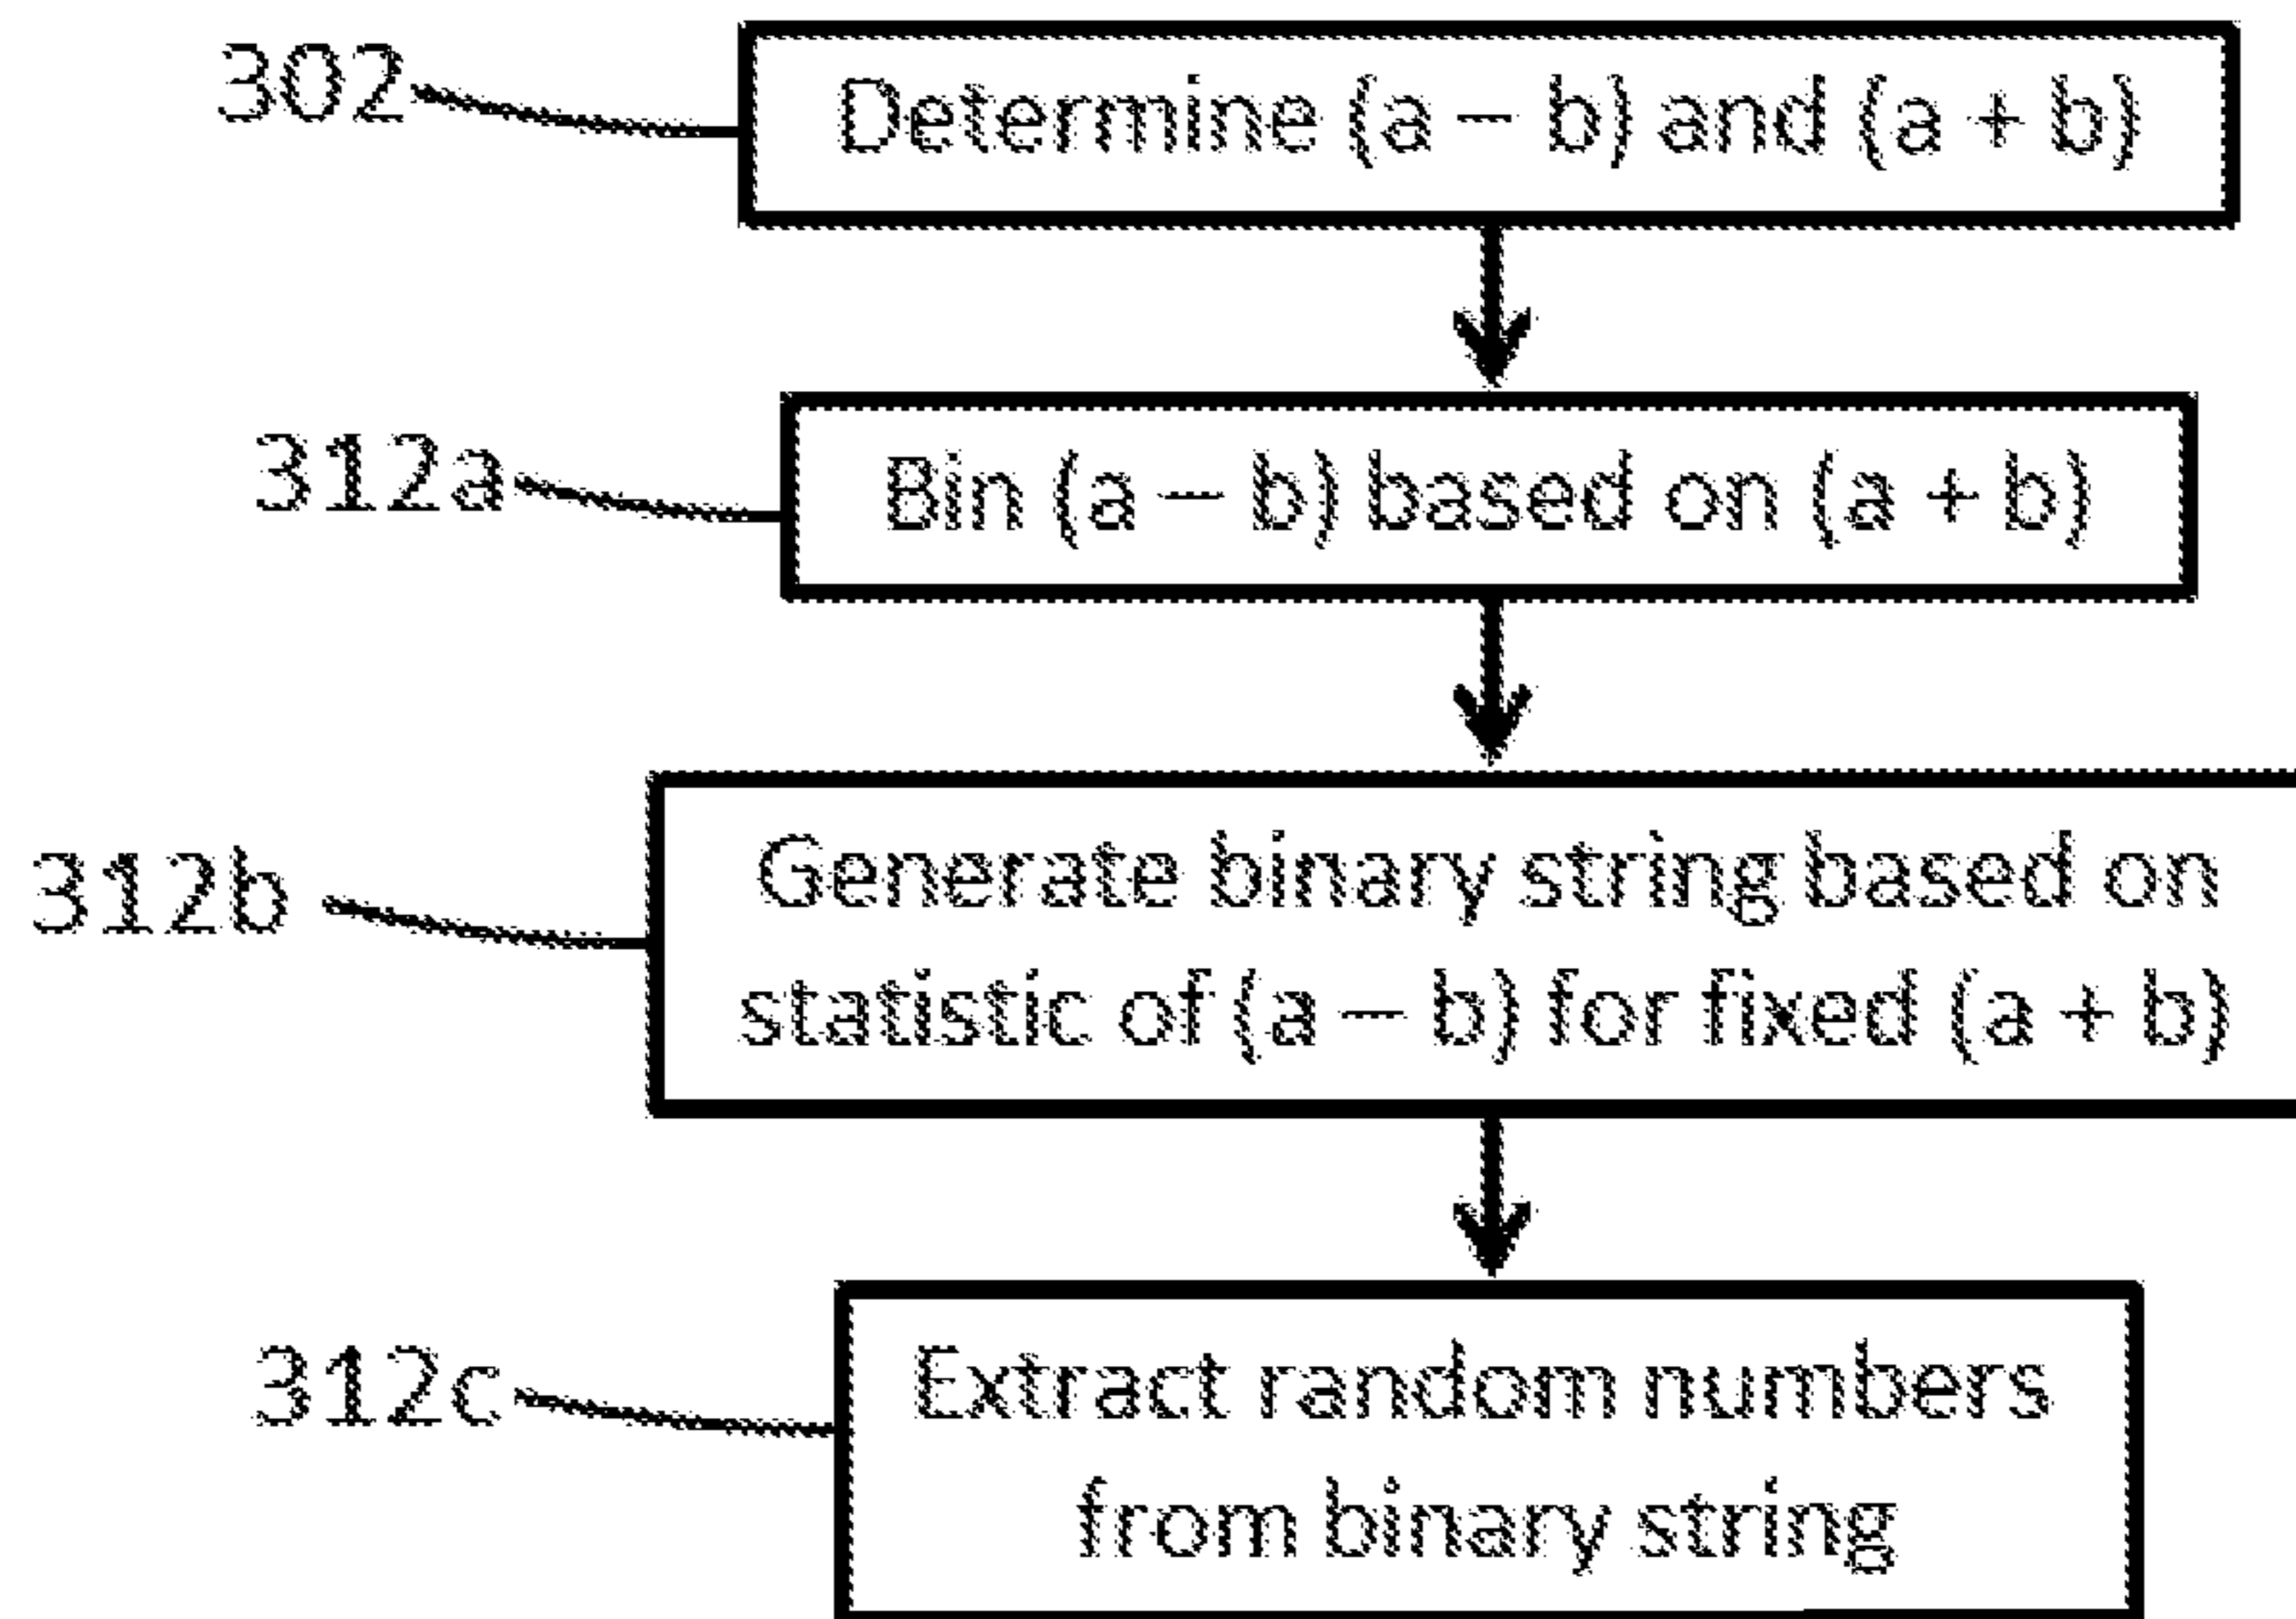 302
Determine (a − b) and (a + b)
312a
Bin (a − b) based on (a + b)
312b
Generate binary string based on
statistic of (a − b) for fixed (a + b)
312c
Extract random numbers
from binary string